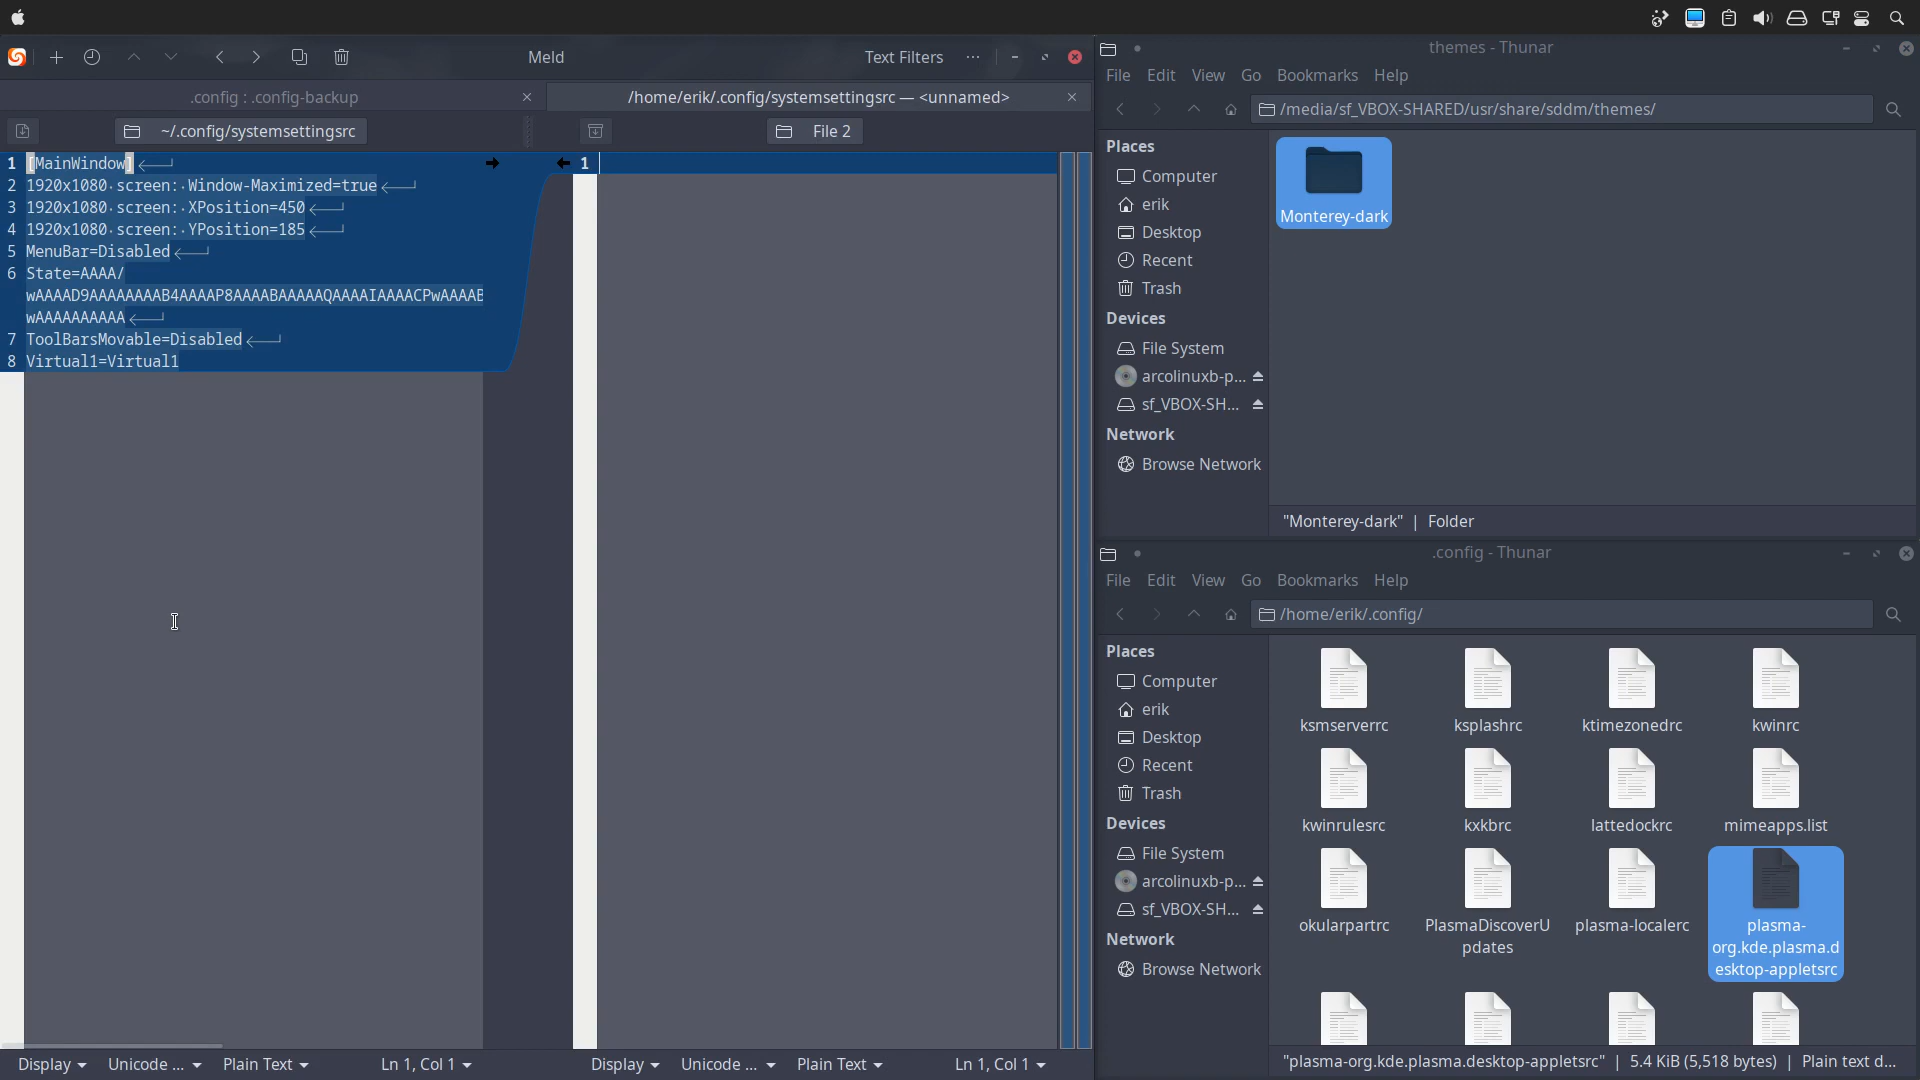 Meld
Text Filters
.config : .config-backup
/home/erik/.config/systemsettingsrc — <unnamed>
~/.config/systemsettingsrc
File 2
1 [MainWindow]
2 1920x1080 screen: Window-Maximized=true
3 1920x1080 screen: XPosition=450
4 1920x1080 screen: YPosition=185
5 MenuBar=Disabled
6 State=AAAA/
wAAAAD9AAAAAAAAB4AAAAP8AAAABAAAAAQAAAAIAAAACPwAAAAB
wAAAAAAAAAA
7 ToolBarsMovable=Disabled
8 Virtual1=Virtual1
1
Display
Unicode ...
Plain Text
Ln 1, Col 1
Display
Unicode ...
Plain Text
Ln 1, Col 1
themes - Thunar
File Edit View Go Bookmarks Help
/media/sf_VBOX-SHARED/usr/share/sddm/themes/
Places
Computer
erik
Desktop
Recent
Trash
Devices
File System
arcolinuxb-p...
sf_VBOX-SH...
Network
Browse Network
Monterey-dark
"Monterey-dark" | Folder
.config - Thunar
File Edit View Go Bookmarks Help
/home/erik/.config/
Places
Computer
erik
Desktop
Recent
Trash
Devices
File System
arcolinuxb-p...
sf_VBOX-SH...
Network
Browse Network
ksmserverrc
ksplashrc
ktimezonedrc
kwinrc
kwinrulesrc
kxkbrc
lattedockrc
mimeapps.list
okularpartrc
PlasmaDiscoverU
pdates
plasma-localerc
plasma-
org.kde.plasma.d
esktop-appletsrc
"plasma-org.kde.plasma.desktop-appletsrc" | 5.4 KiB (5,518 bytes) | Plain text d...